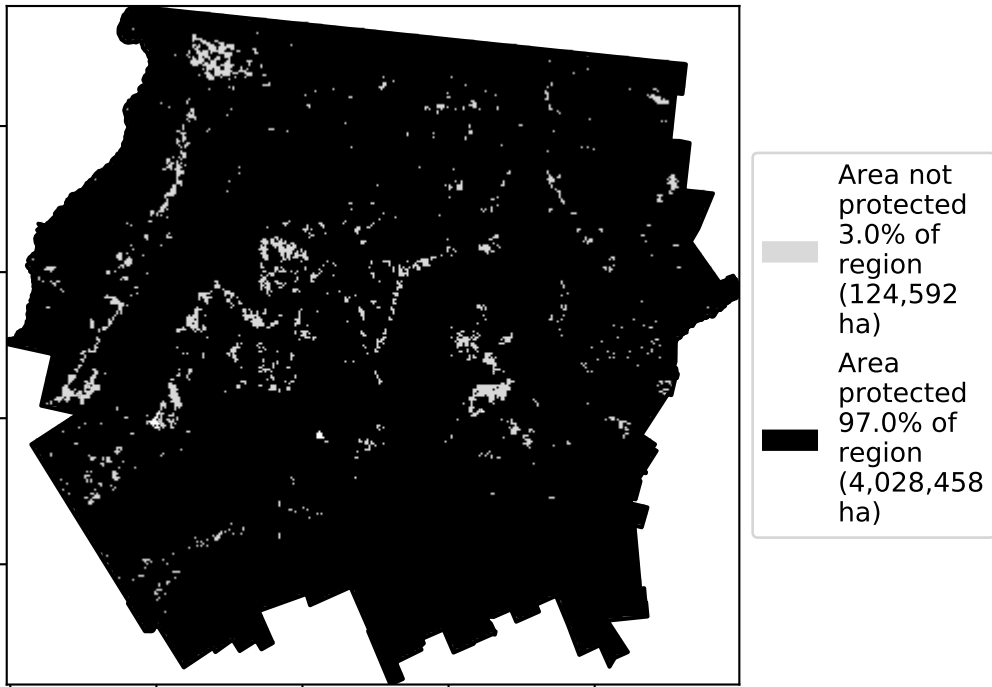 Area not
protected
3.0% of
region
(124,592
ha)
Area
protected
97.0% of
region
(4,028,458
ha)